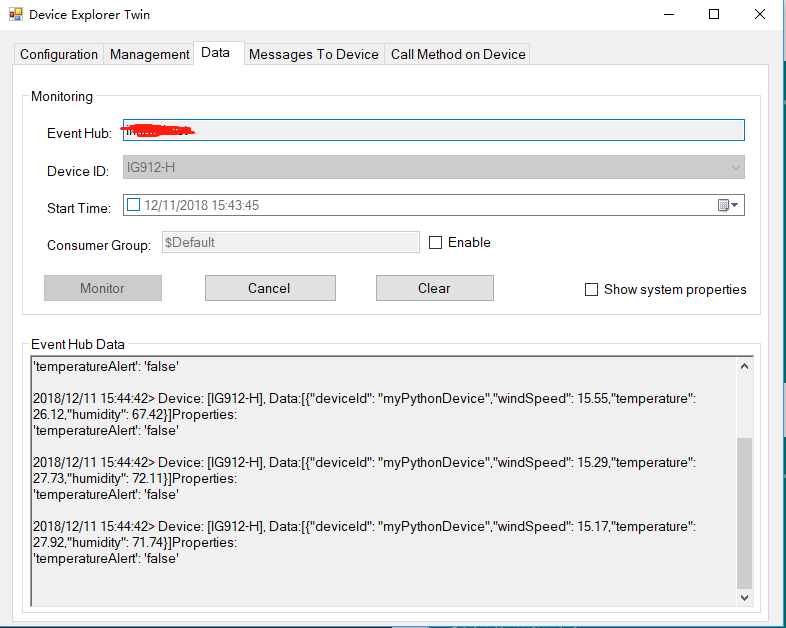 Device Explorer Twin
Configuration Management Data Messages To Device Call Method on Device
Monitoring
Event Hub:
Device ID: IG912-H
Start Time: 12/11/2018 15:43:45
Consumer Group: $Default Enable
Monitor Cancel Clear Show system properties
Event Hub Data
'temperatureAlert': 'false'
2018/12/11 15:44:42> Device: [IG912-H], Data:[{"deviceId": "myPythonDevice","windSpeed": 15.55,"temperature":
26.12,"humidity": 67.42}]Properties:
'temperatureAlert': 'false'
2018/12/11 15:44:42> Device: [IG912-H], Data:[{"deviceId": "myPythonDevice","windSpeed": 15.29,"temperature":
27.73,"humidity": 72.11}]Properties:
'temperatureAlert': 'false'
2018/12/11 15:44:42> Device: [IG912-H], Data:[{"deviceId": "myPythonDevice","windSpeed": 15.17,"temperature":
27.92,"humidity": 71.74}]Properties:
'temperatureAlert': 'false'